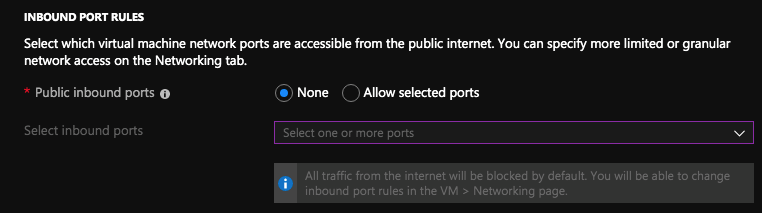 INBOUND PORT RULES
Select which virtual machine network ports are accessible from the public internet. You can specify more limited or granular
network access on the Networking tab.
* Public inbound ports None Allow selected ports
Select inbound ports Select one or more ports
All traffic from the internet will be blocked by default. You will be able to change
inbound port rules in the VM > Networking page.